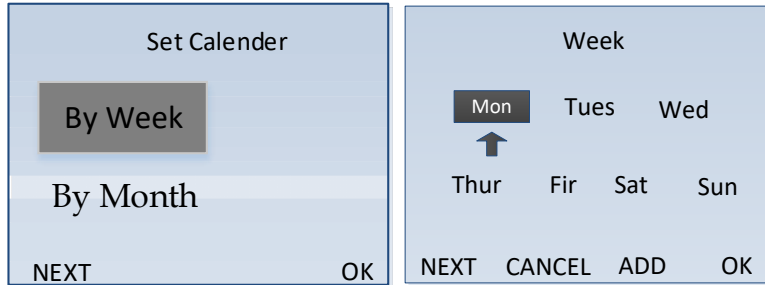 Set Calender
By Week
By Month
NEXT OK
Week
Mon Tues Wed
Thur Fir Sat Sun
NEXT CANCEL ADD OK